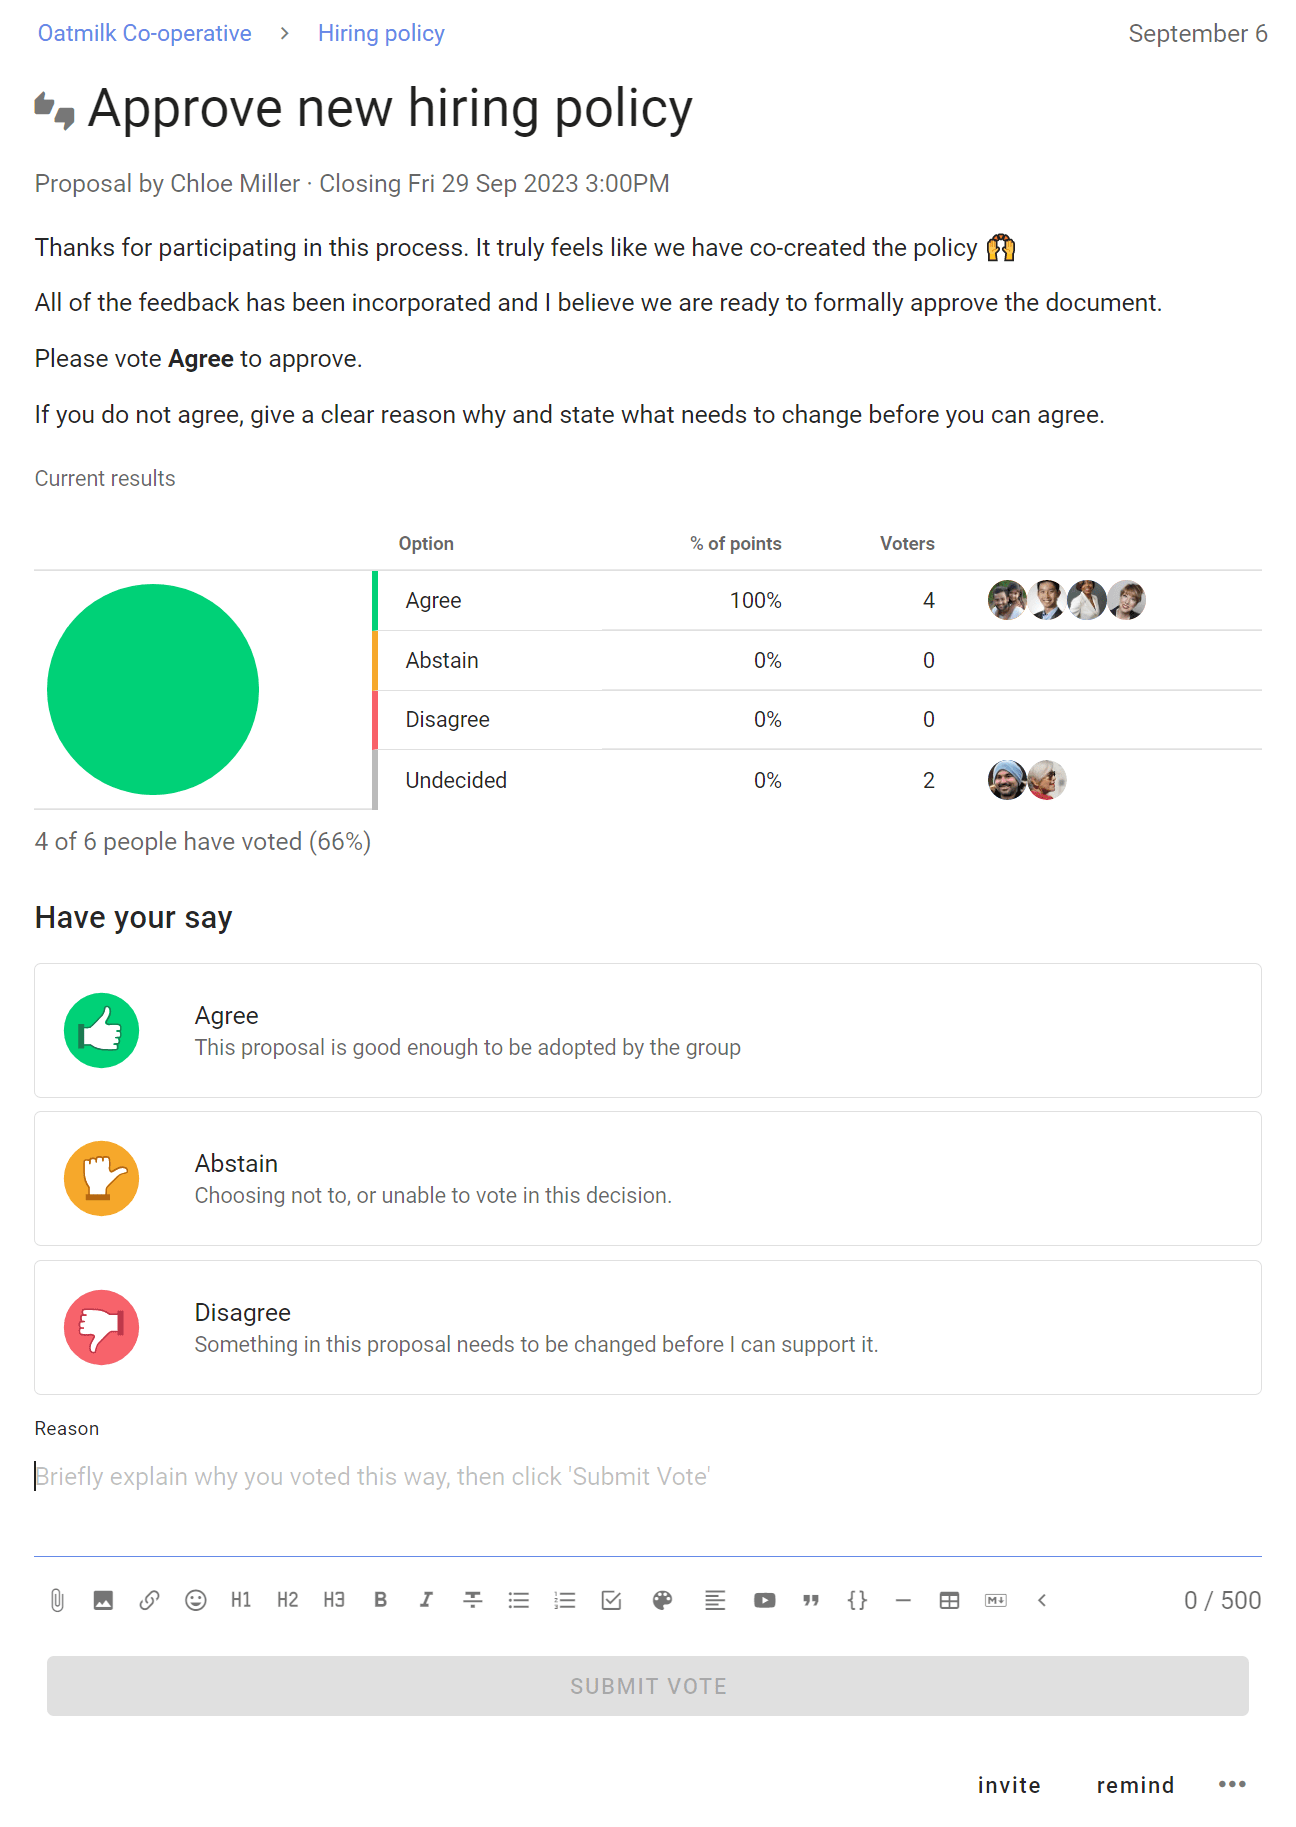 Oatmilk Co-operative > Hiring policy September 6
Approve new hiring policy
Proposal by Chloe Miller · Closing Fri 29 Sep 2023 3:00PM
Thanks for participating in this process. It truly feels like we have co-created the policy 🙌
All of the feedback has been incorporated and I believe we are ready to formally approve the document.
Please vote Agree to approve.
If you do not agree, give a clear reason why and state what needs to change before you can agree.
Current results
Option % of points Voters
Agree 100% 4
Abstain 0% 0
Disagree 0% 0
Undecided 0% 2
4 of 6 people have voted (66%)
Have your say
Agree
This proposal is good enough to be adopted by the group
Abstain
Choosing not to, or unable to vote in this decision.
Disagree
Something in this proposal needs to be changed before I can support it.
Reason
Briefly explain why you voted this way, then click 'Submit Vote'
H1 H2 H3 B I 0 / 500
SUBMIT VOTE
invite remind